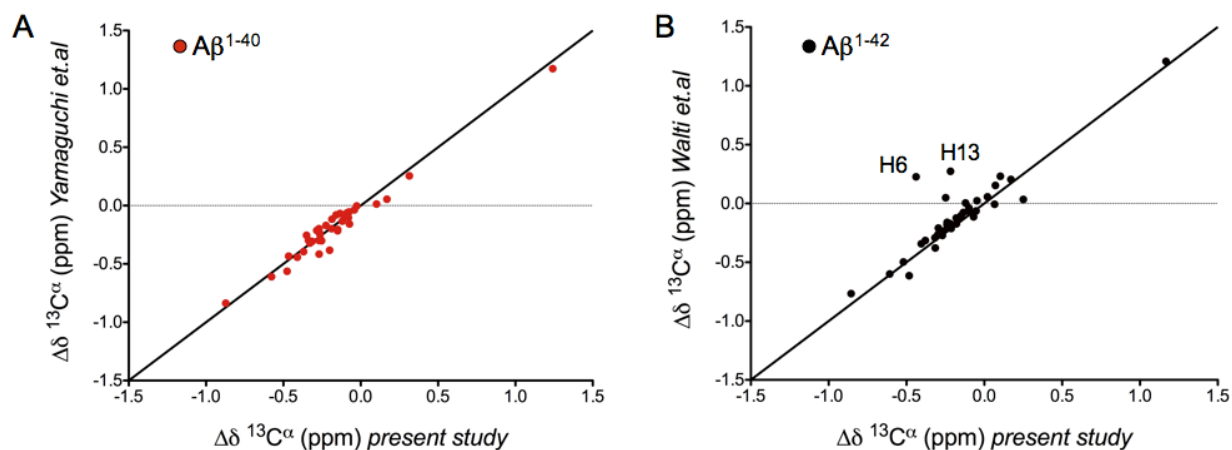 A
Aβ¹⁻⁴⁰
Δδ ¹³Cᵅ (ppm) Yamaguchi et.al
1.5
1.0
0.5
0.0
-0.5
-1.0
-1.5
-1.5 -1.0 -0.5 0.0 0.5 1.0 1.5
Δδ ¹³Cᵅ (ppm) present study
B
Aβ¹⁻⁴²
Δδ ¹³Cᵅ (ppm) Walti et.al
1.5
1.0
0.5
0.0
-0.5
-1.0
-1.5
H6 H13
-1.5 -1.0 -0.5 0.0 0.5 1.0 1.5
Δδ ¹³Cᵅ (ppm) present study